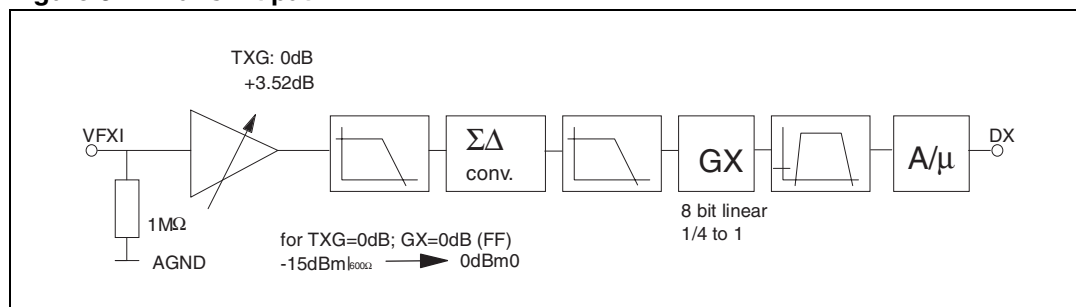 TXG: 0dB
+3.52dB
VFXI
ΣΔ
conv.
GX
A/μ
DX
8 bit linear
1/4 to 1
1MΩ
AGND
for TXG=0dB; GX=0dB (FF)
-15dBm|600Ω 0dBm0